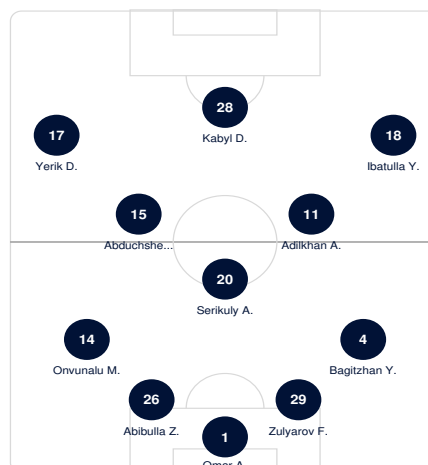 28
Kabyl D.
17
Yerik D.
18
Ibatulla Y.
15
Abduchshe...
11
Adilkhan A.
20
Serikuly A.
14
Onvunalu M.
4
Bagitzhan Y.
26
Abibulla Z.
29
Zulyarov F.
1
Omar A.